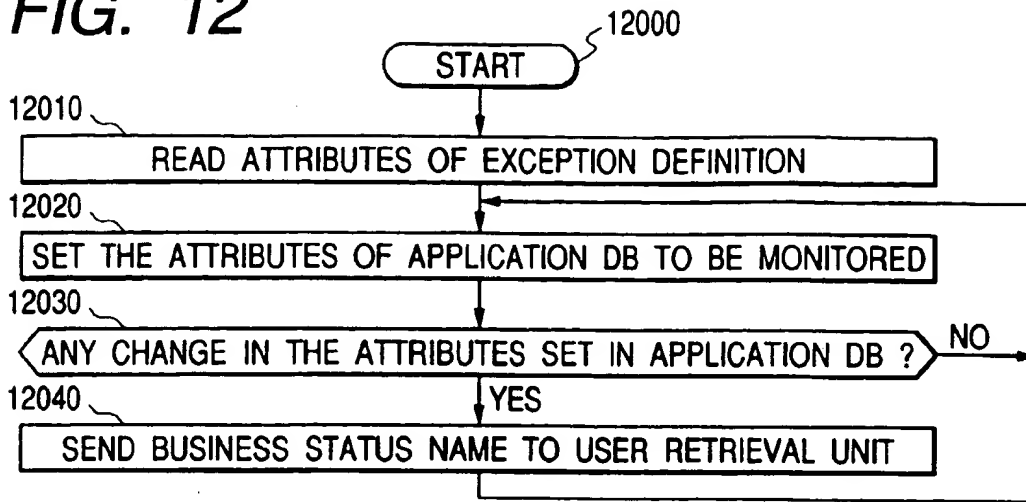 FIG. 12
12000
START
12010
READ ATTRIBUTES OF EXCEPTION DEFINITION
12020
SET THE ATTRIBUTES OF APPLICATION DB TO BE MONITORED
12030
ANY CHANGE IN THE ATTRIBUTES SET IN APPLICATION DB ?
NO
YES
12040
SEND BUSINESS STATUS NAME TO USER RETRIEVAL UNIT